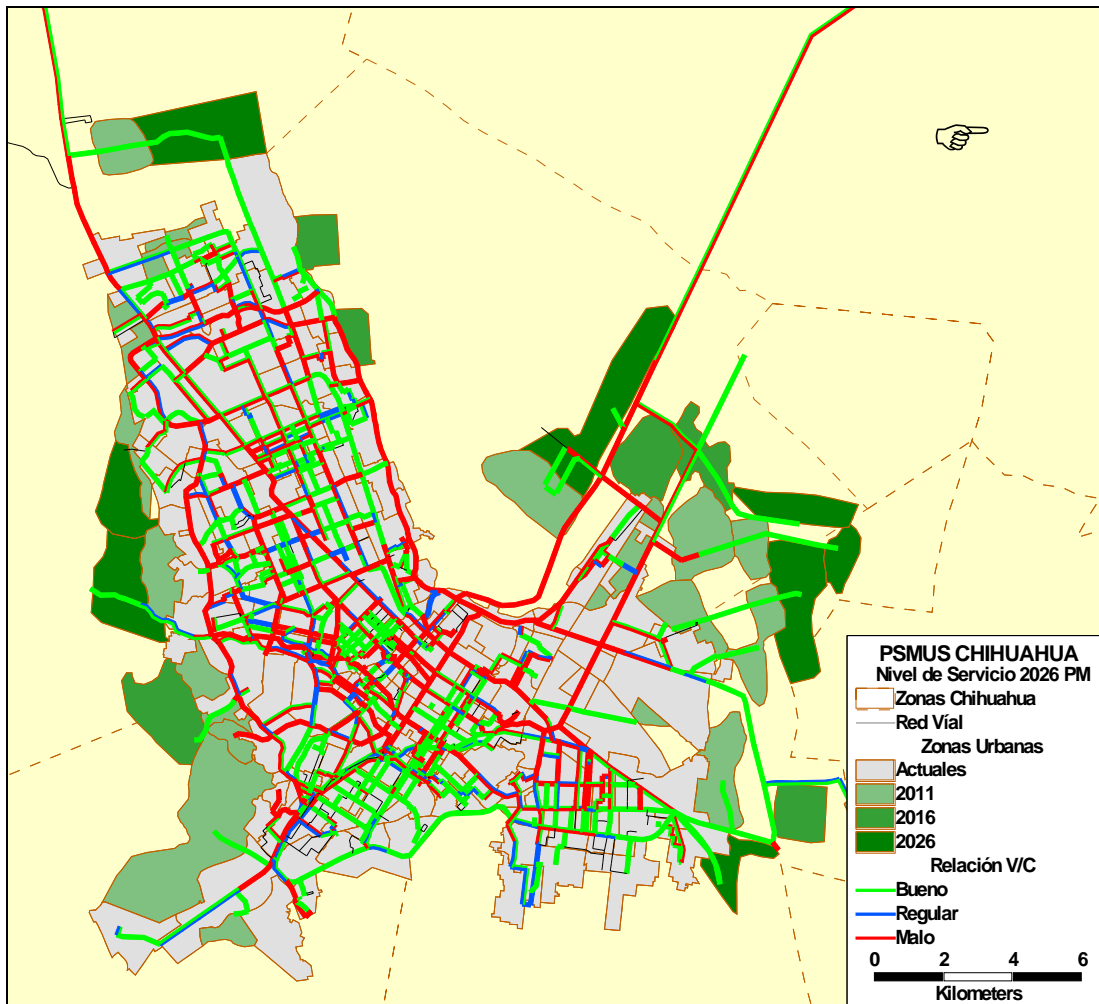 PSMUS CHIHUAHUA
Nivel de Servicio 2026 PM
Zonas Chihuahua
Red Víal
Zonas Urbanas
Actuales
2011
2016
2026
Relación V/C
Bueno
Regular
Malo
0 2 4 6
Kilometers